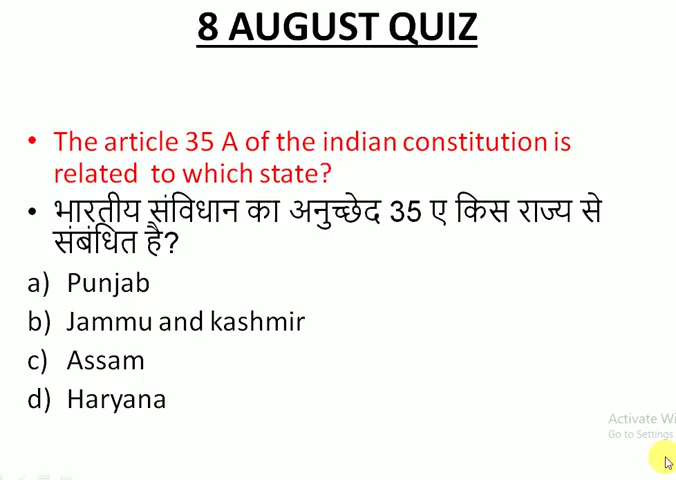 8 AUGUST QUIZ
• The article 35 A of the indian constitution is
related to which state?
• भारतीय संविधान का अनुच्छेद 35 ए किस राज्य से
संबंधित है?
a) Punjab
b) Jammu and kashmir
c) Assam
d) Haryana
Activate Wi
Go to Settings